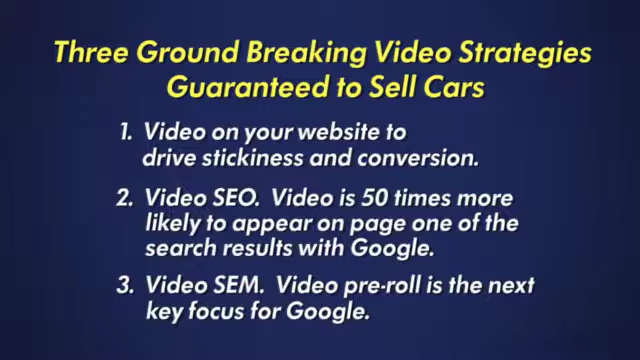 Three Ground Breaking Video Strategies
Guaranteed to Sell Cars
1. Video on your website to
drive stickiness and conversion.
2. Video SEO. Video is 50 times more
likely to appear on page one of the
search results with Google.
3. Video SEM. Video pre-roll is the next
key focus for Google.